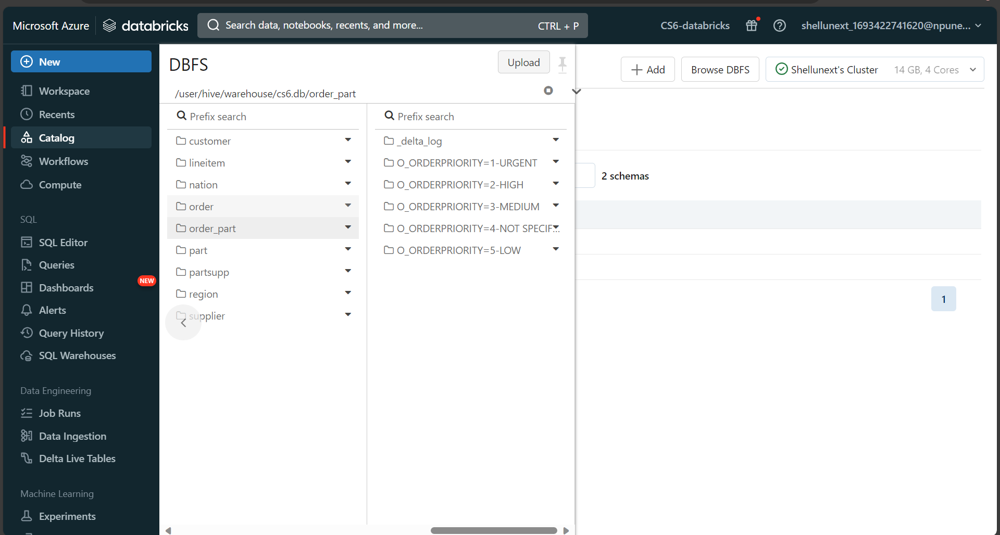 Microsoft Azure
databricks
Search data, notebooks, recents, and more...
CTRL + P
CS6-databricks
shellunext_1693422741620@npune...
New
Workspace
Recents
Catalog
Workflows
Compute
SQL
SQL Editor
Queries
Dashboards
NEW
Alerts
Query History
SQL Warehouses
Data Engineering
Job Runs
Data Ingestion
Delta Live Tables
Machine Learning
Experiments
DBFS
Upload
/user/hive/warehouse/cs6.db/order_part
Prefix search
customer
lineitem
nation
order
order_part
part
partsupp
region
supplier
Prefix search
_delta_log
O_ORDERPRIORITY=1-URGENT
O_ORDERPRIORITY=2-HIGH
O_ORDERPRIORITY=3-MEDIUM
O_ORDERPRIORITY=4-NOT SPECIF...
O_ORDERPRIORITY=5-LOW
Add
Browse DBFS
Shellunext's Cluster
14 GB, 4 Cores
2 schemas
1